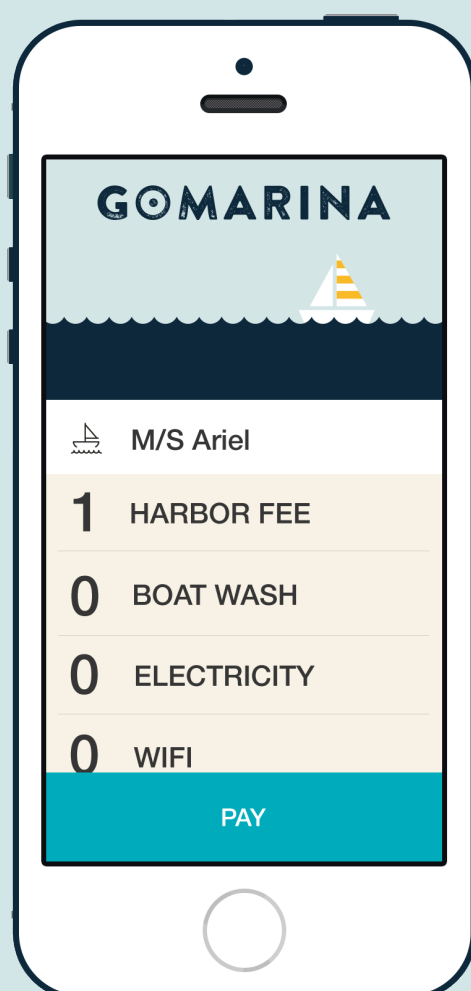 GOMARINA
M/S Ariel
1 HARBOR FEE
0 BOAT WASH
0 ELECTRICITY
0 WIFI
PAY